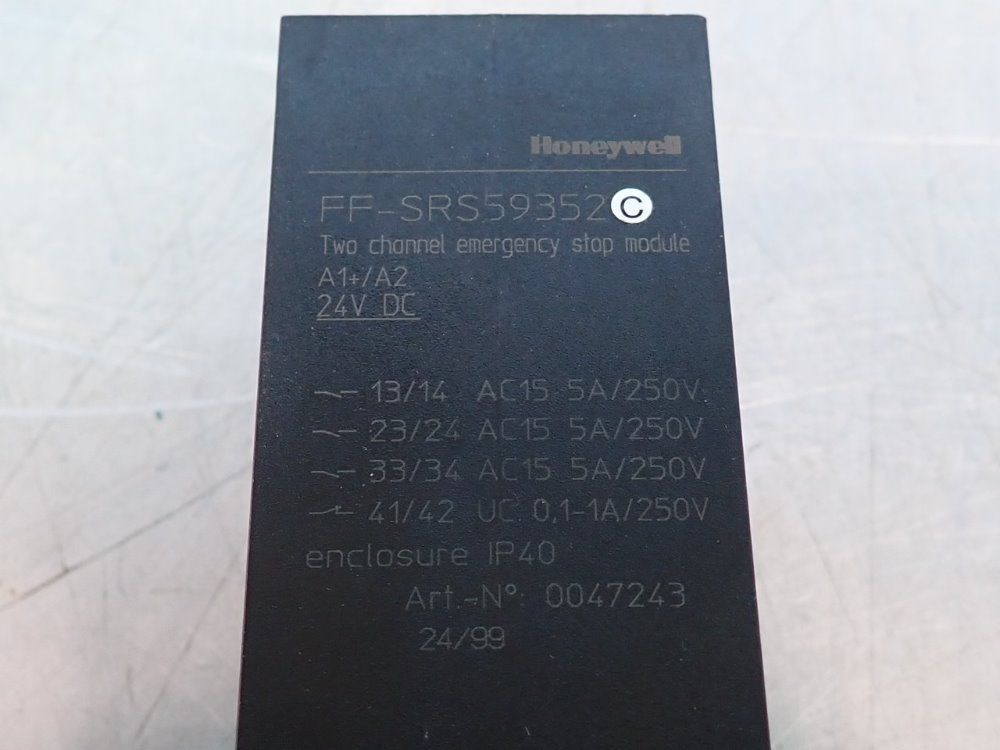 Honeywell
FF-SRS59352 C
Two channel emergency stop module
A1+/A2
24V DC
13/14 AC15 5A/250V
23/24 AC15 5A/250V
33/34 AC15 5A/250V
41/42 UC 0,1-1A/250V
enclosure IP40
Art.-N°: 0047243
24/99